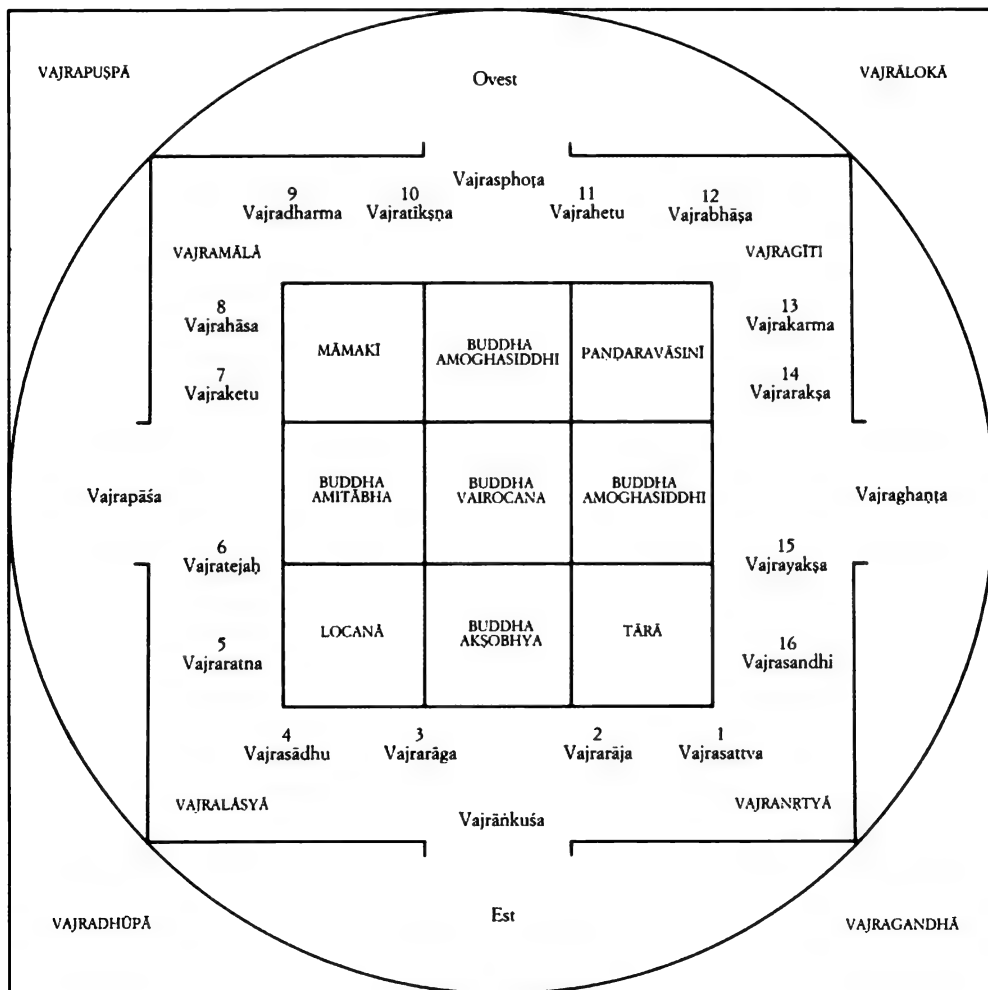 VAJRAPUṢPĀ
Ovest
VAJRĀLOKĀ
Vajrasphoṭa
9
Vajradharma
10
Vajratīkṣṇa
11
Vajrahetu
12
Vajrabhāṣa
VAJRAMĀLĀ
VAJRAGĪTI
8
Vajrahāsa
7
Vajraketu
MĀMAKĪ
BUDDHA
AMOGHASIDDHI
PANḌARAVĀSINĪ
13
Vajrakarma
14
Vajrarakṣa
Vajrapāśa
BUDDHA
AMITĀBHA
BUDDHA
VAIROCANA
BUDDHA
AMOGHASIDDHI
Vajraghaṇṭa
6
Vajratejaḥ
5
Vajraratna
LOCANĀ
BUDDHA
AKṢOBHYA
TĀRĀ
15
Vajrayakṣa
16
Vajrasandhi
4
Vajrasādhu
3
Vajrarāga
2
Vajrarāja
1
Vajrasattva
VAJRALĀSYĀ
Vajrāṅkuśa
VAJRANṚTYĀ
VAJRADHŪPĀ
Est
VAJRAGANDHĀ